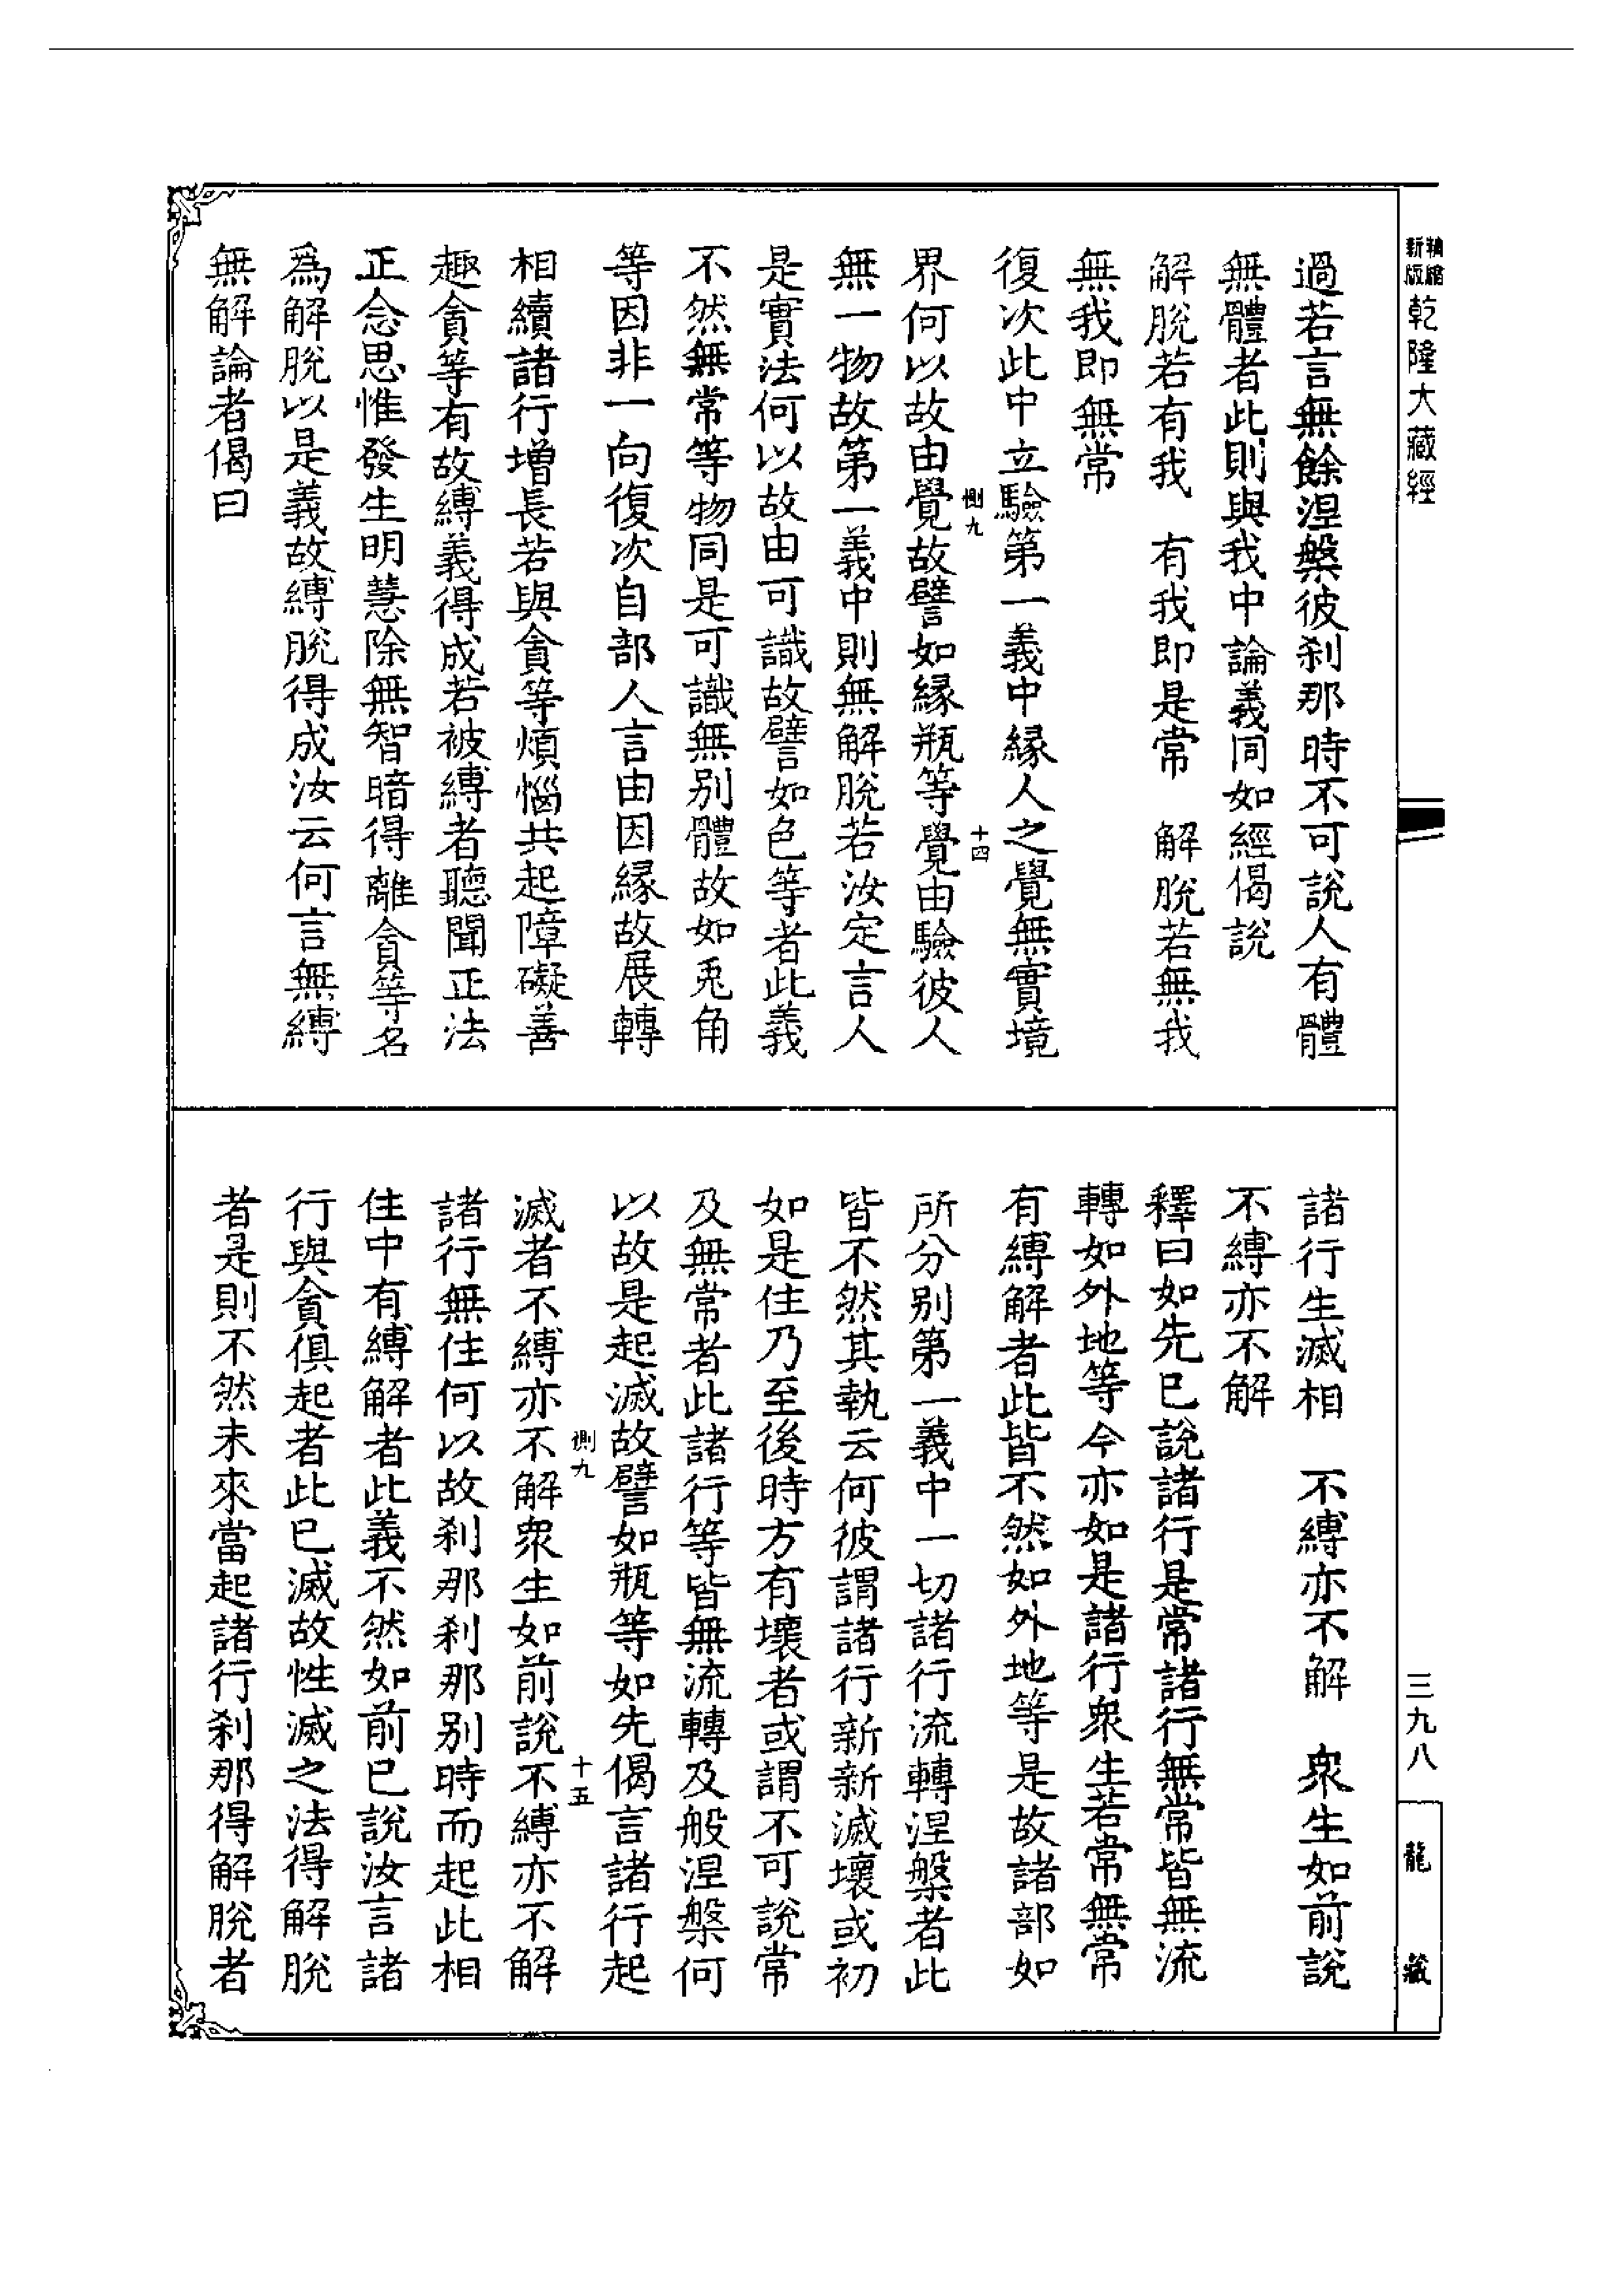 新版縮輯乾隆大藏經
過若言無餘涅槃彼刹那時不可說人有體
無體者此則與我中論義同如經偈說
解脫若有我　有我即是常　解脫若無我
無我即無常
復次此中立驗第一義中緣人之覺無實境
側九
十四
界何以故由覺故譬如緣瓶等覺由驗彼人
無一物故第一義中則無解脫若汝定言人
是實法何以故由可識故譬如色等者此義
不然無常等物同是可識無別體故如兎角
等因非一向復次自部人言由因緣故展轉
相續諸行增長若與貪等煩惱共起障礙善
趣貪等有故縛義得成若被縛者聽聞正法
正念思惟發生明慧除無智暗得離貪等名
為解脫以是義故縛脫得成汝云何言無縛
無解論者偈曰
諸行生滅相　不縛亦不解　衆生如前說
不縛亦不解
釋曰如先已說諸行是常諸行無常皆無流
轉如外地等今亦如是諸行衆生若常無常
有縛解者此皆不然如外地等是故諸部如
所分別第一義中一切諸行流轉涅槃者此
皆不然其執云何彼謂諸行新新滅壞或初
如是住乃至後時方有壞者或謂不可說常
及無常者此諸行等皆無流轉及般涅槃何
以故是起滅故譬如瓶等如先偈言諸行起
側九
十五
滅者不縛亦不解衆生如前說不縛亦不解
諸行無住何以故刹那刹那別時而起此相
住中有縛解者此義不然如前已說汝言諸
行與貪俱起者此已滅故性滅之法得解脫
者是則不然未來當起諸行刹那得解脫者
三九八
龍藏